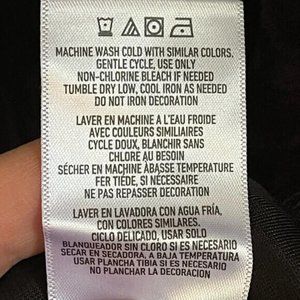 MACHINE WASH COLD WITH SIMILAR COLORS.
GENTLE CYCLE, USE ONLY
NON-CHLORINE BLEACH IF NEEDED
TUMBLE DRY LOW, COOL IRON AS NEEDED
DO NOT IRON DECORATION
LAVER EN MACHINE A L'EAU FROIDE
AVEC COULEURS SIMILIAIRES
CYCLE DOUX, BLANCHIR SANS
CHLORE AU BESOIN
SÉCHER EN MACHINE ÀBASSE TEMPERATURE
FER TIÈDE, SI NÉCESSAIRE
NE PAS REPASSER DECORATION
LAVER EN LAVADORA CON AGUA FRÍA,
CON COLORES SIMILARES.
CICLO DELICADO, USAR SOLO
BLANQUEADOR SIN CLORO SI ES NECESARIO
SECAR EN SECADORA, A BAJA TEMPERATURA
USAR PLANCHA TIBIA SI ES NECESARIO
NO PLANCHAR LA DECORACION